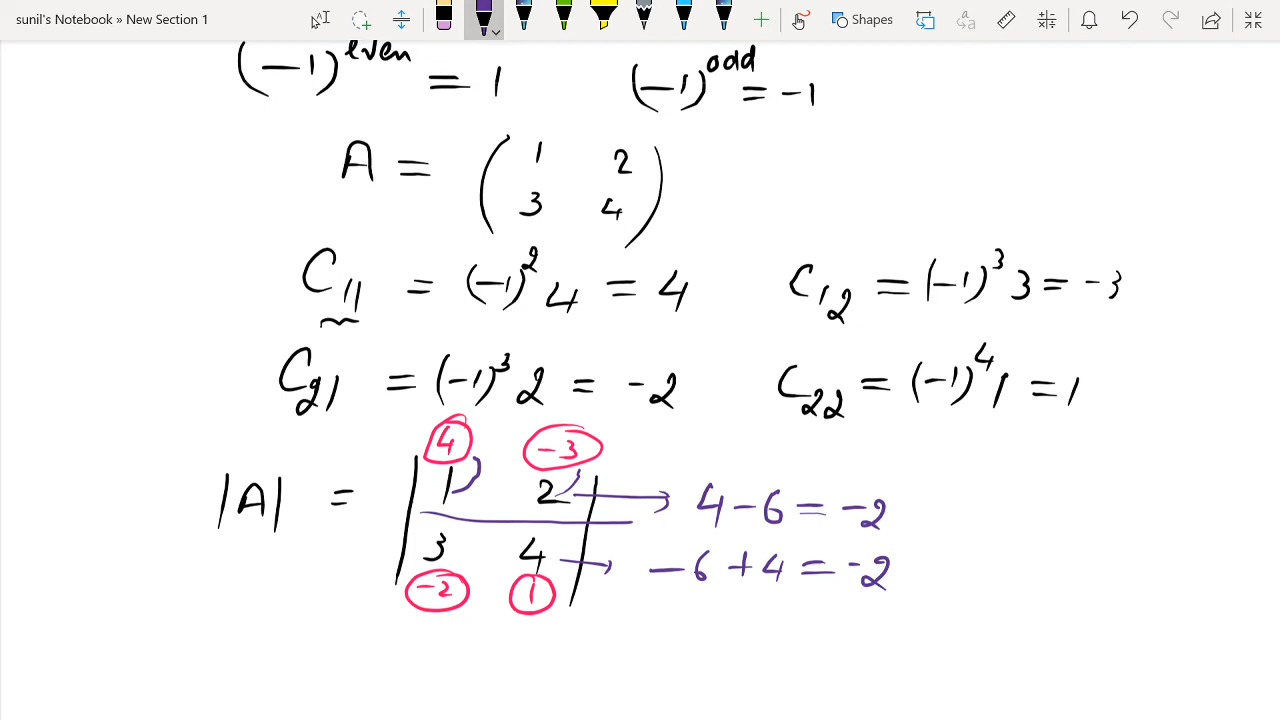 sunil's Notebook » New Section 1
Shapes
(-1)^even = 1 (-1)^odd = -1
A = ( 1 2
3 4 )
C₁₁ = (-1)² 4 = 4 C₁₂ = (-1)³ 3 = -3
C₂₁ = (-1)³ 2 = -2 C₂₂ = (-1)⁴ 1 = 1
4 -3
|A| = | 1 2 | → 4 - 6 = -2
| 3 4 | → -6 + 4 = -2
-2 1